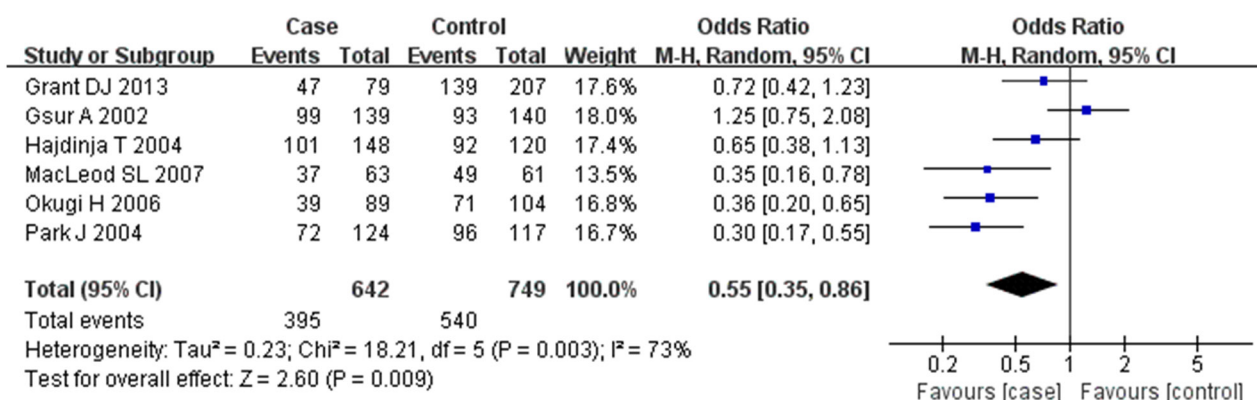 Case Control Odds Ratio Odds Ratio
Study or Subgroup Events Total Events Total Weight M-H, Random, 95% CI M-H, Random, 95% CI
Grant DJ 2013 47 79 139 207 17.6% 0.72 [0.42, 1.23]
Gsur A 2002 99 139 93 140 18.0% 1.25 [0.75, 2.08]
Hajdinja T 2004 101 148 92 120 17.4% 0.65 [0.38, 1.13]
MacLeod SL 2007 37 63 49 61 13.5% 0.35 [0.16, 0.78]
Okugi H 2006 39 89 71 104 16.8% 0.36 [0.20, 0.65]
Park J 2004 72 124 96 117 16.7% 0.30 [0.17, 0.55]
Total (95% CI) 642 749 100.0% 0.55 [0.35, 0.86]
Total events 395 540
Heterogeneity: Tau² = 0.23; Chi² = 18.21, df = 5 (P = 0.003); I² = 73%
Test for overall effect: Z = 2.60 (P = 0.009)
0.2 0.5 1 2 5
Favours [case] Favours [control]